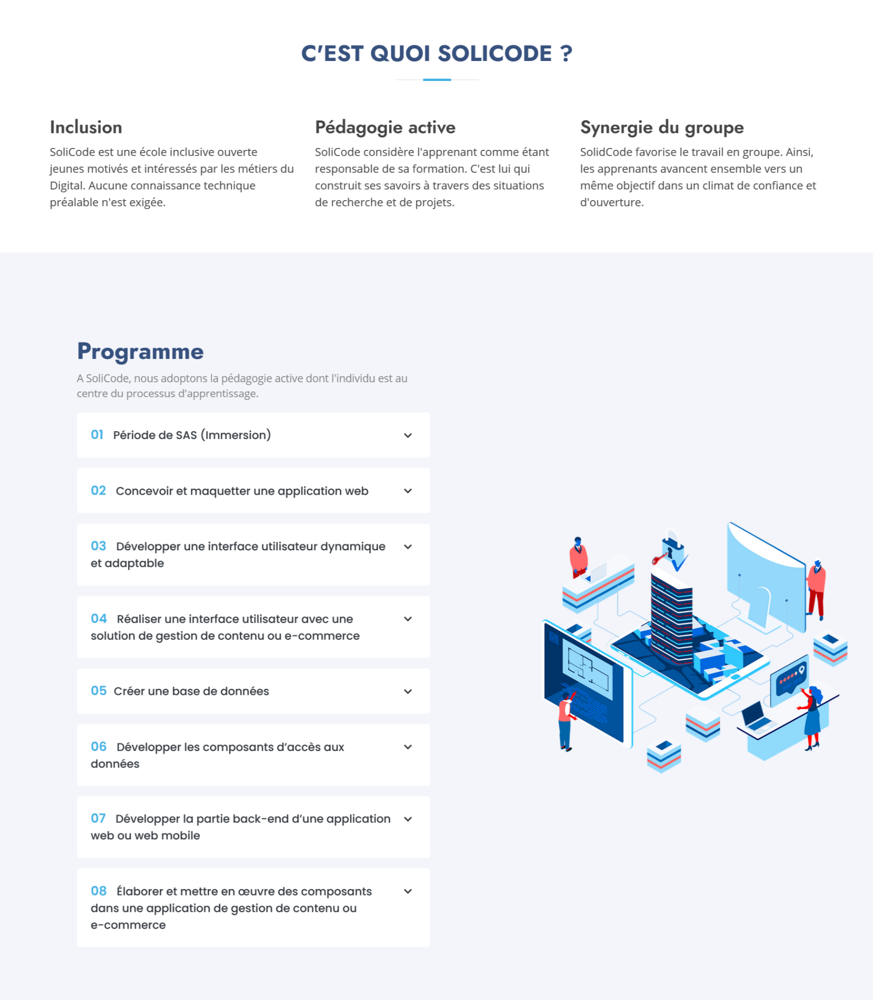 C'EST QUOI SOLICODE ?
Inclusion
SoliCode est une école inclusive ouverte
jeunes motivés et intéressés par les métiers du
Digital. Aucune connaissance technique
préalable n'est exigée.
Pédagogie active
SoliCode considère l'apprenant comme étant
responsable de sa formation. C'est lui qui
construit ses savoirs à travers des situations
de recherche et de projets.
Synergie du groupe
SolidCode favorise le travail en groupe. Ainsi,
les apprenants avancent ensemble vers un
même objectif dans un climat de confiance et
d'ouverture.
Programme
A SoliCode, nous adoptons la pédagogie active dont l'individu est au
centre du processus d'apprentissage.
01 Période de SAS (Immersion)
02 Concevoir et maquetter une application web
03 Développer une interface utilisateur dynamique
et adaptable
04 Réaliser une interface utilisateur avec une
solution de gestion de contenu ou e-commerce
05 Créer une base de données
06 Développer les composants d’accès aux
données
07 Développer la partie back-end d’une application
web ou web mobile
08 Élaborer et mettre en œuvre des composants
dans une application de gestion de contenu ou
e-commerce